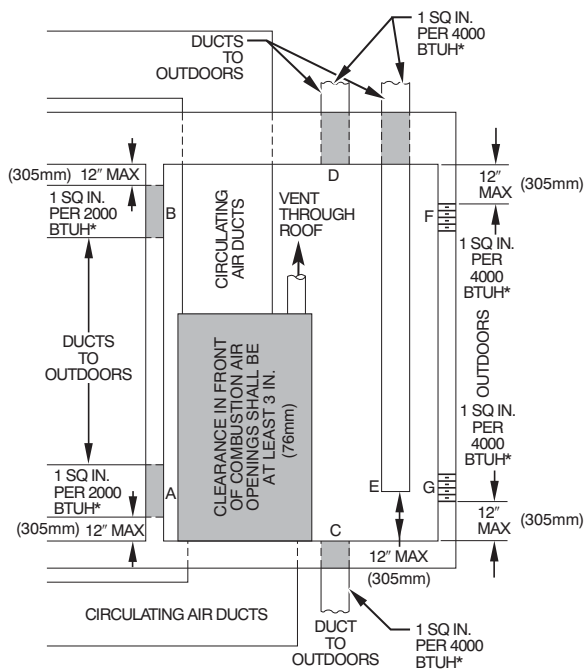 DUCTS
TO
OUTDOORS
1 SQ IN.
PER 4000
BTUH*
(305mm) 12″ MAX
1 SQ IN.
PER 2000
BTUH*
B
DUCTS
TO
OUTDOORS
1 SQ IN.
PER 2000
BTUH*
A
(305mm) 12″ MAX
D
CIRCULATING
AIR DUCTS
VENT
THROUGH
ROOF
CLEARANCE IN FRONT
OF COMBUSTION AIR
OPENINGS SHALL BE
AT LEAST 3 IN.
(76mm)
12″
MAX
(305mm)
F
1 SQ IN.
PER
4000
BTUH*
OUTDOORS
1 SQ IN.
PER
4000
BTUH*
E
G
12″
MAX
(305mm)
C
12″ MAX
(305mm)
CIRCULATING AIR DUCTS
DUCT
TO
OUTDOORS
1 SQ IN.
PER 4000
BTUH*